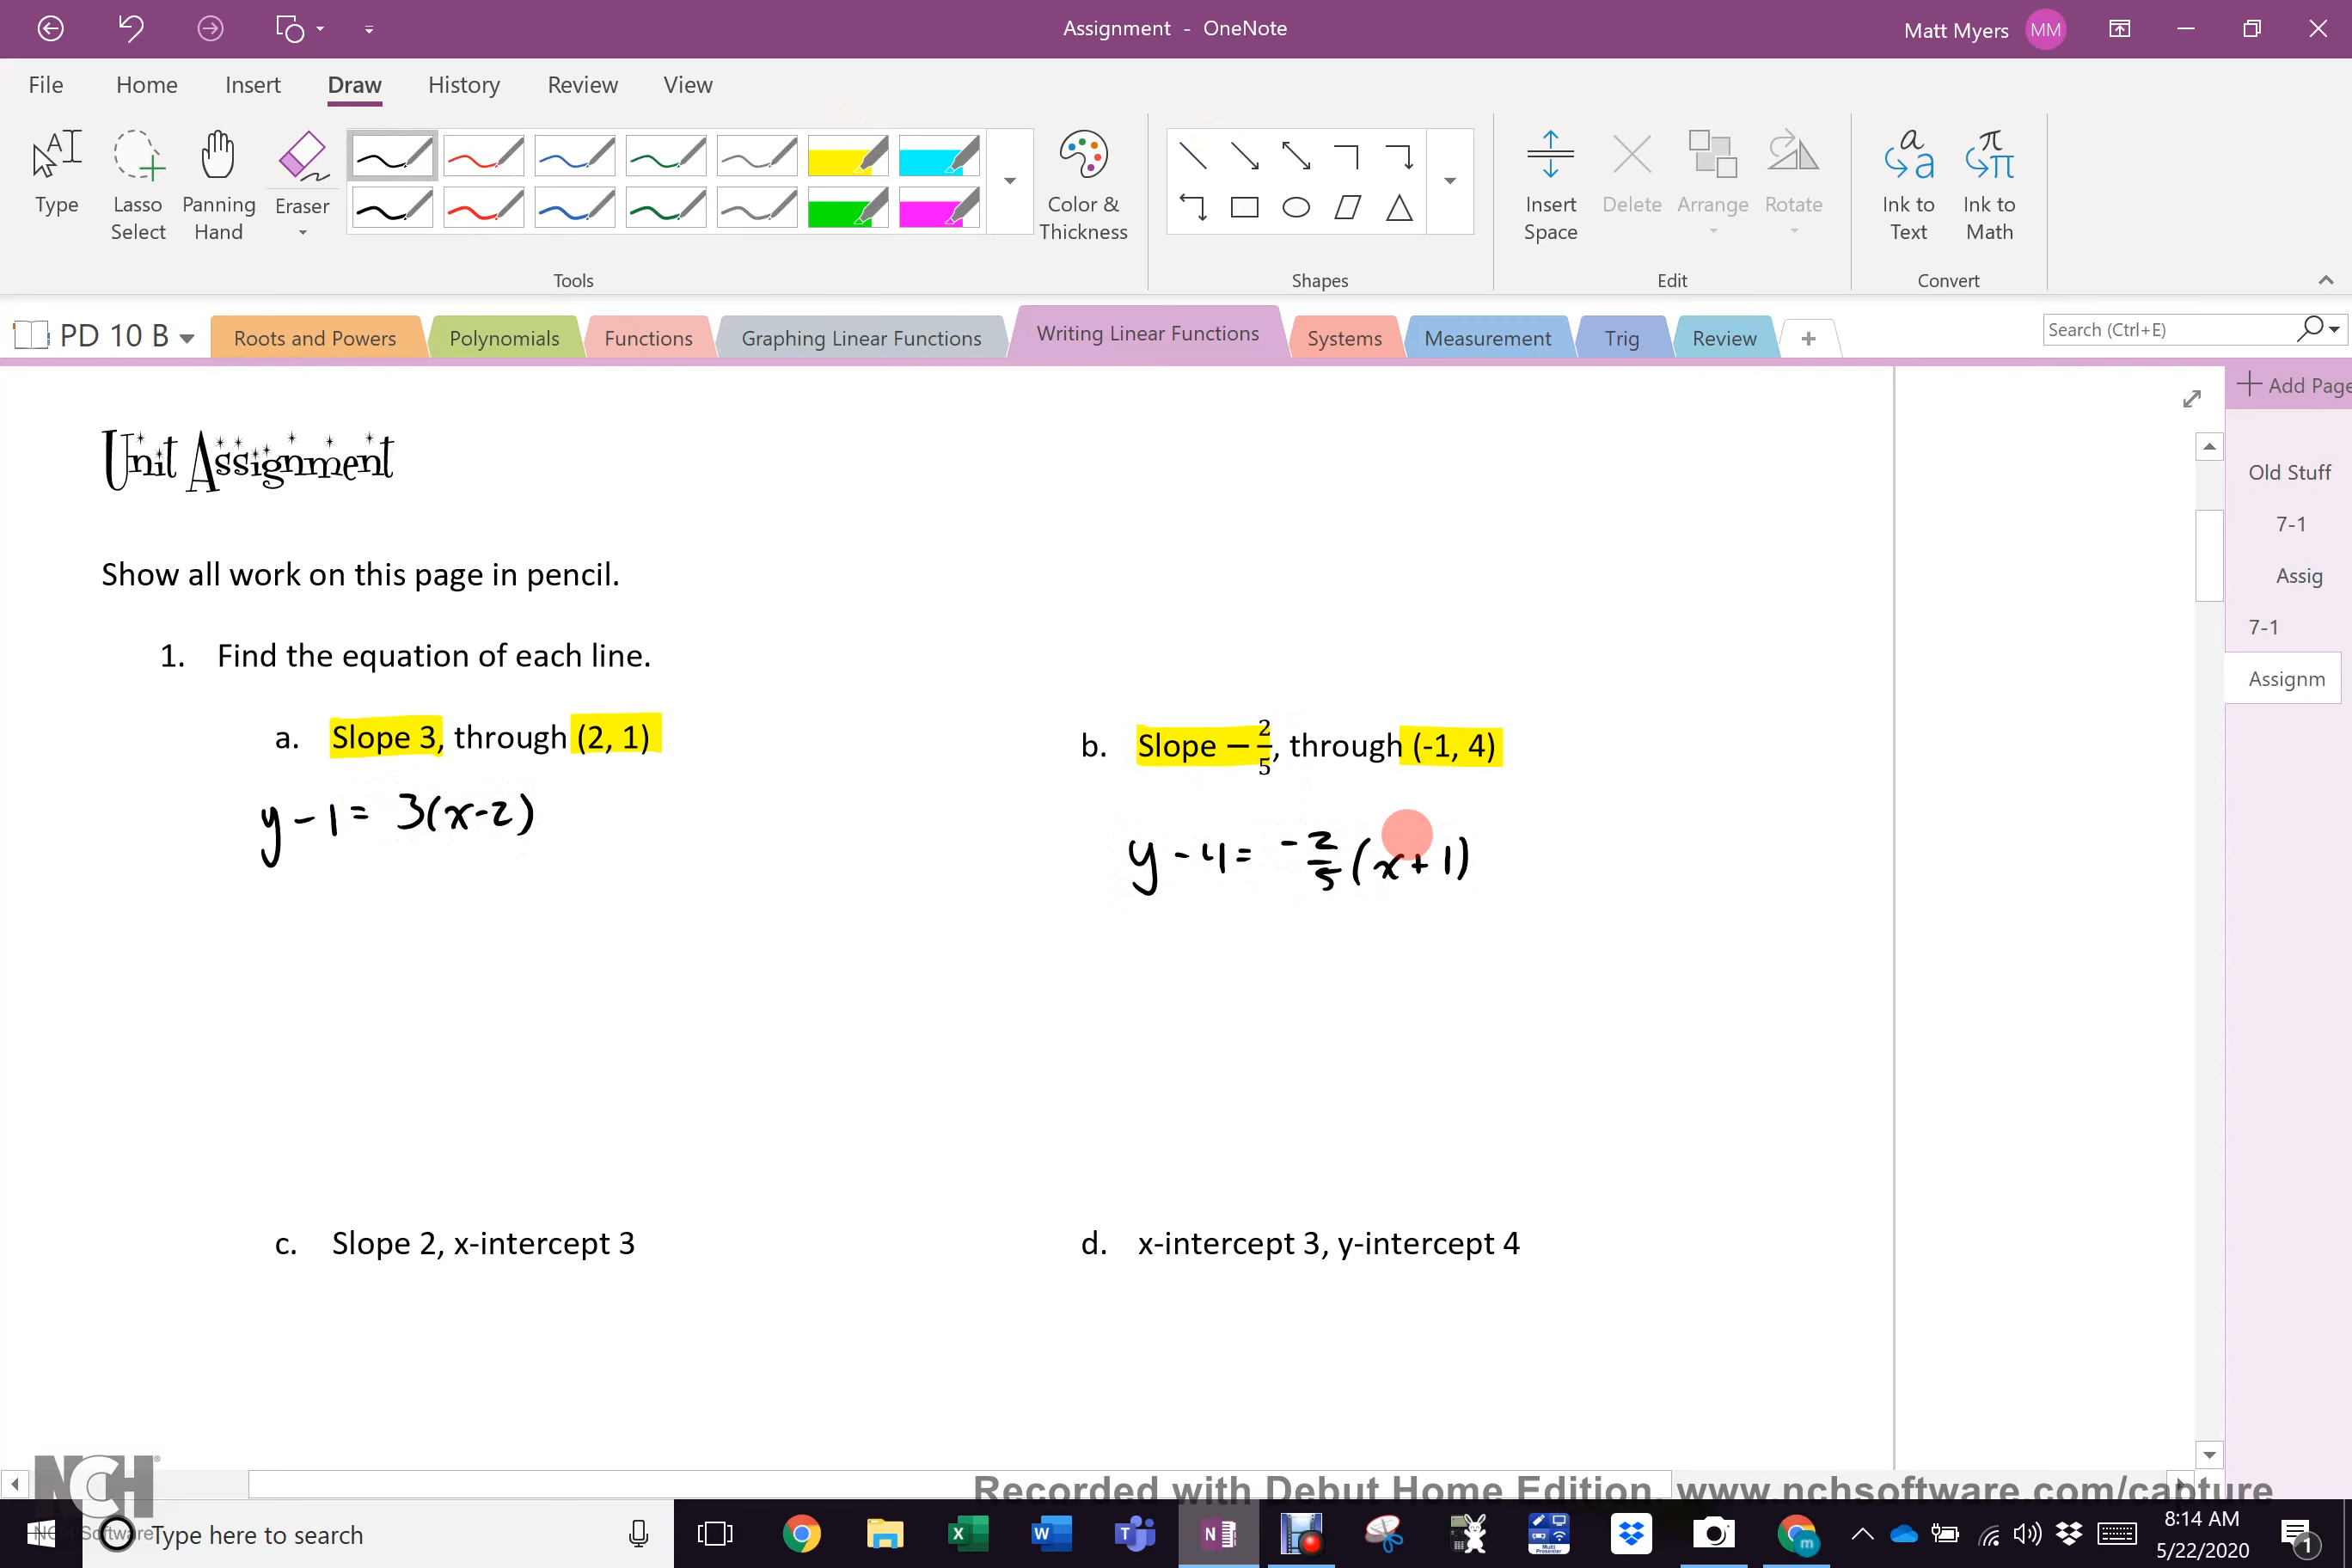 Assignment - OneNote
Matt Myers MM
File Home Insert Draw History Review View
Type
Lasso Select
Panning Hand
Eraser
Color & Thickness
Insert Space
Delete
Arrange
Rotate
Ink to Text
Ink to Math
Tools
Shapes
Edit
Convert
PD 10 B
Roots and Powers
Polynomials
Functions
Graphing Linear Functions
Writing Linear Functions
Systems
Measurement
Trig
Review
Search (Ctrl+E)
Add Page
Old Stuff
7-1
Assig
7-1
Assignm
Unit Assignment
Show all work on this page in pencil.
1. Find the equation of each line.
a. Slope 3, through (2, 1)
y - 1 = 3(x-2)
b. Slope − 2/5, through (-1, 4)
y - 4 = -2/5 (x + 1)
c. Slope 2, x-intercept 3
d. x-intercept 3, y-intercept 4
NCH
NCH Software
Recorded with Debut Home Edition. www.nchsoftware.com/capture
Type here to search
8:14 AM
5/22/2020
1